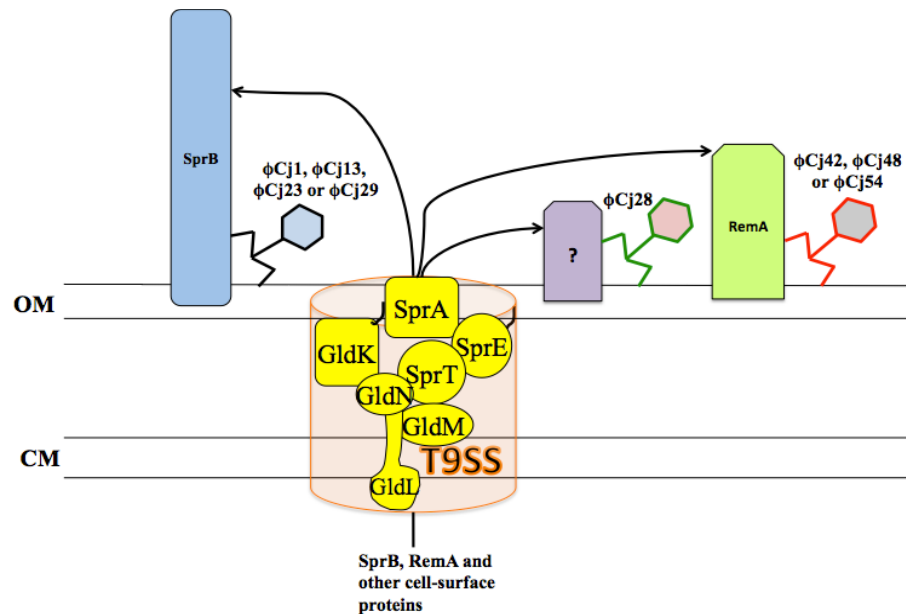 SprB
ϕCj1, ϕCj13,
ϕCj23 or ϕCj29
ϕCj28
?
ϕCj42, ϕCj48
or ϕCj54
RemA
OM
SprA
GldK
SprE
SprT
GldN
GldM
CM
T9SS
GldL
SprB, RemA and
other cell-surface
proteins